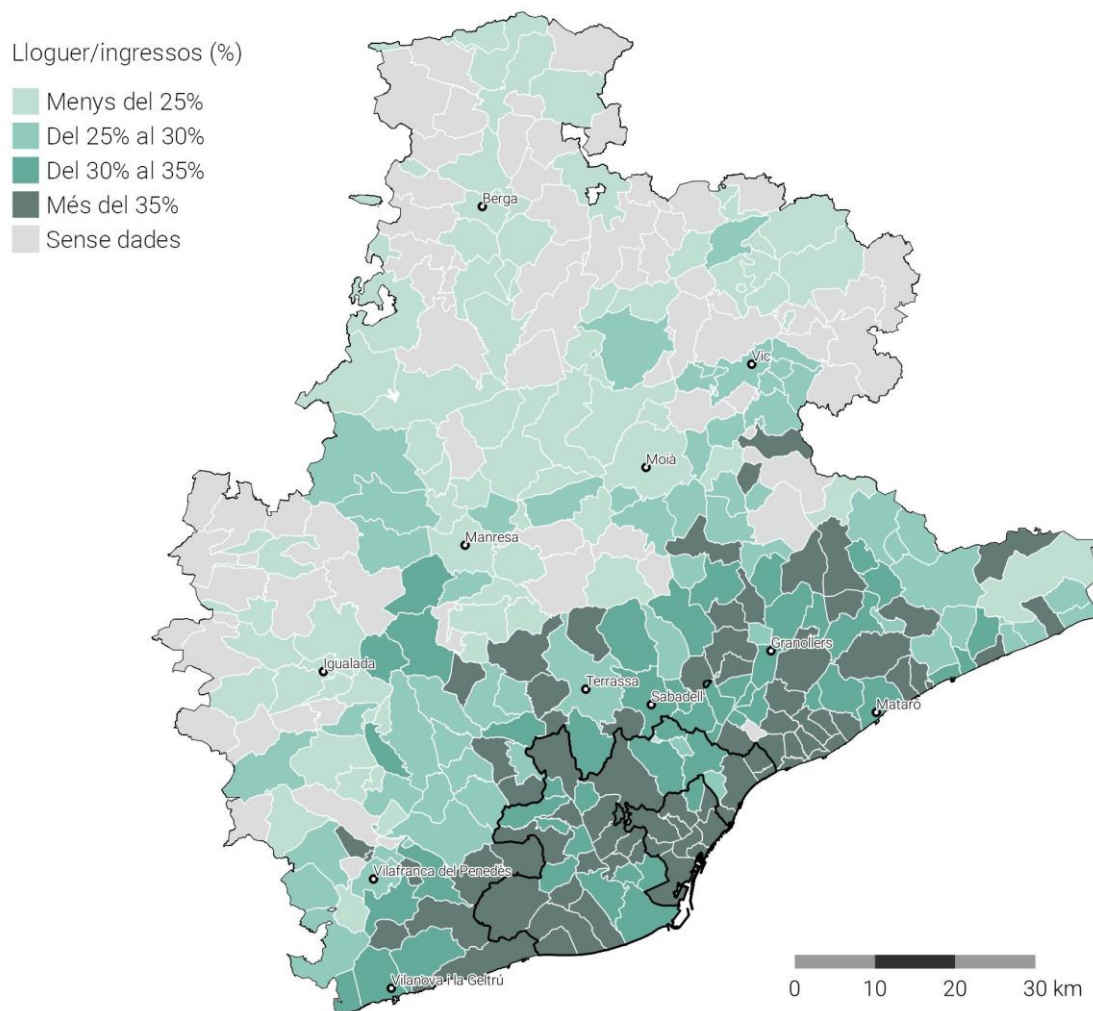 Lloguer/ingressos (%)
Menys del 25%
Del 25% al 30%
Del 30% al 35%
Més del 35%
Sense dades
Berga
Vic
Moià
Manresa
Igualada
Granollers
Terrassa
Sabadell
Mataró
Vilafranca del Penedès
Vilanova i la Geltrú
0 10 20 30 km